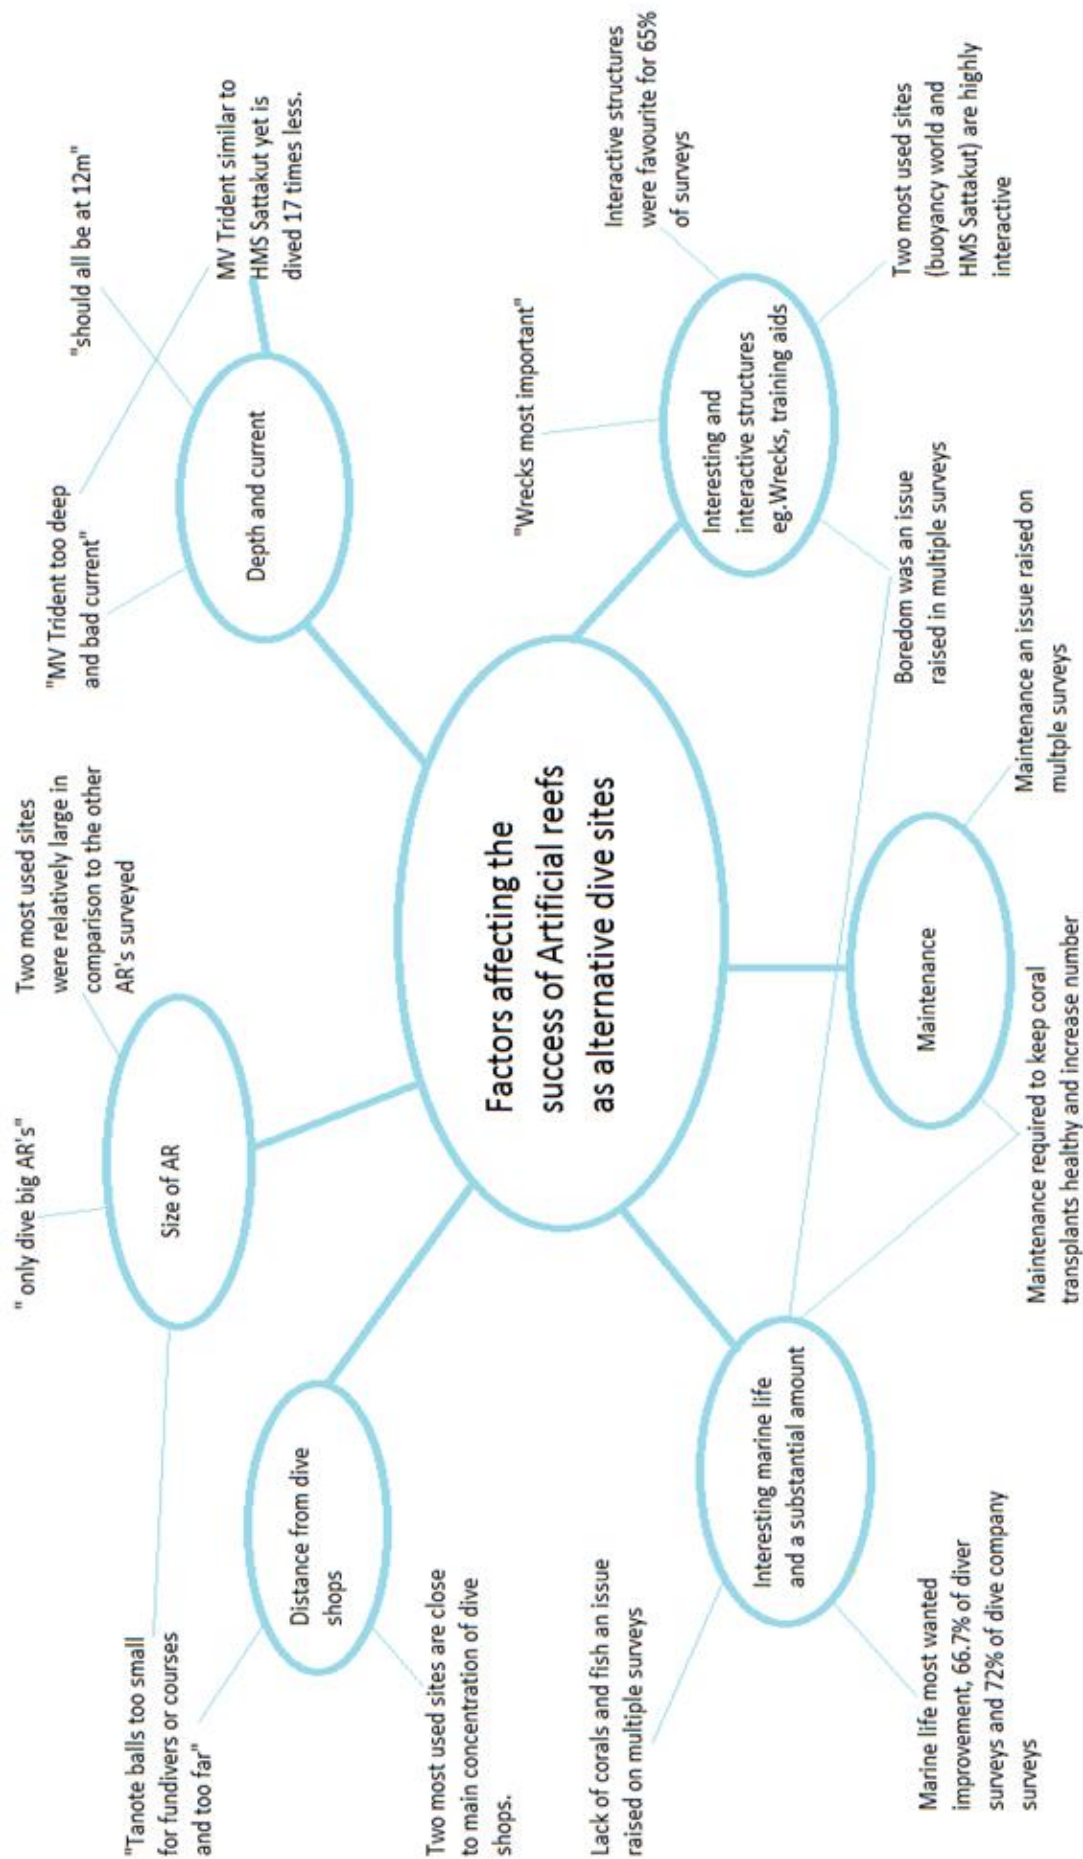 "Tanote balls too small
for fundivers or courses
and too far"
" only dive big AR's"
Two most used sites
were relatively large in
comparison to the other
AR's surveyed
"MV Trident too deep
and bad current"
"should all be at 12m"
MV Trident similar to
HMS Sattakut yet is
dived 17 times less.
Size of AR
Depth and current
Distance from dive
shops
Two most used sites are close
to main concentration of dive
shops.
Factors affecting the
success of Artificial reefs
as alternative dive sites
"Wrecks most important"
Interactive structures
were favourite for 65%
of surveys
Interesting and
interactive structures
eg.Wrecks, training aids
Two most used sites
(buoyancy world and
HMS Sattakut) are highly
interactive
Boredom was an issue
raised in multiple surveys
Lack of corals and fish an issue
raised on multiple surveys
Interesting marine life
and a substantial amount
Marine life most wanted
improvement, 66.7% of diver
surveys and 72% of dive company
surveys
Maintenance
Maintenance an issue raised on
multple surveys
Maintenance required to keep coral
transplants healthy and increase number